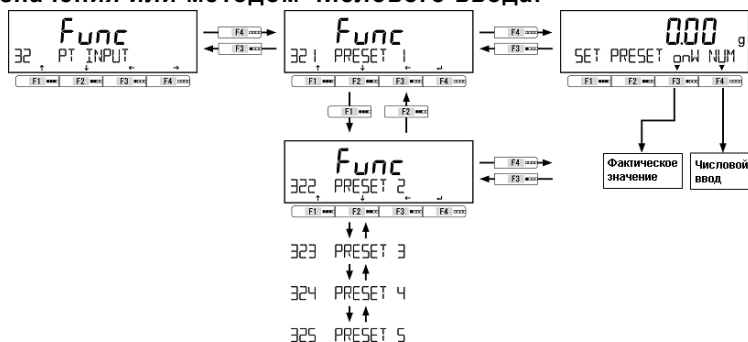 значения или методом числового ввода.
Func
32 PT INPUT
F1 F2 F3 F4
F4
F3
Func
321 PRESET 1
F1 F2 F3 F4
F4
F3
0.00 g
SET PRESET onW NUM
F1 F2 F3 F4
F1
F2
Фактическое
значение
Числовой
ввод
Func
322 PRESET 2
F1 F2 F3 F4
F4
F3
323 PRESET 3
324 PRESET 4
325 PRESET 5